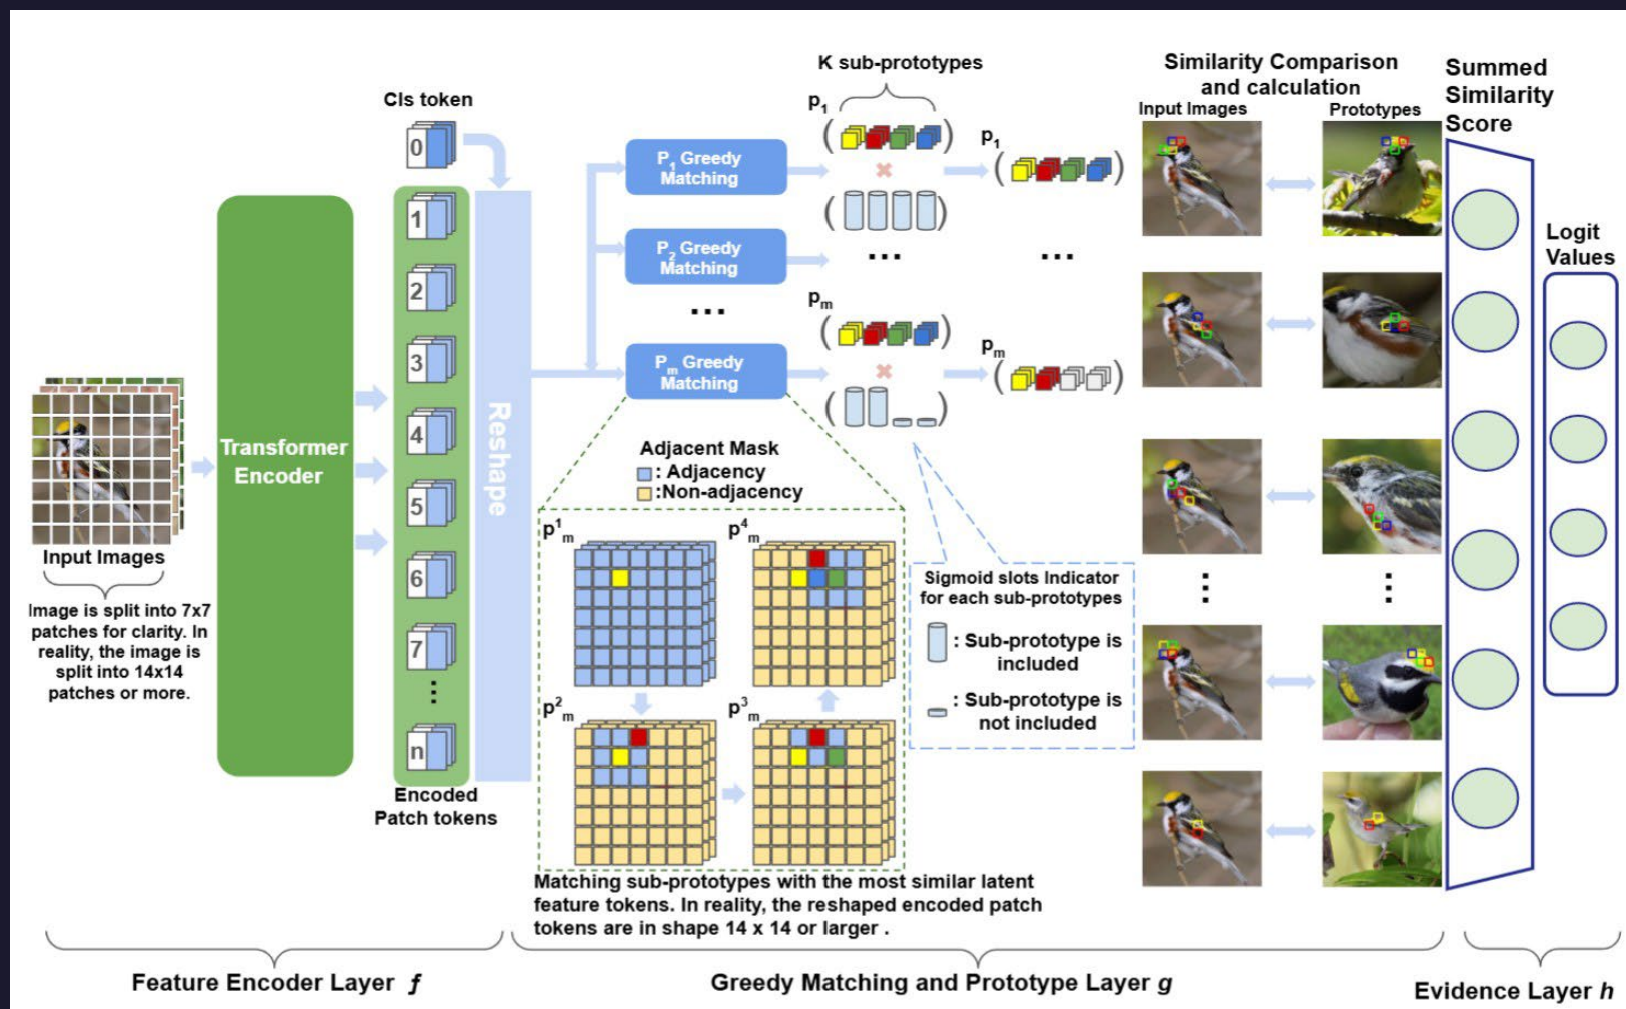 Cls token
0
1
2
3
4
5
6
7
n
Encoded
Patch tokens
Reshape
Transformer
Encoder
Input Images
Image is split into 7x7
patches for clarity. In
reality, the image is
split into 14x14
patches or more.
Feature Encoder Layer f
P1 Greedy
Matching
P2 Greedy
Matching
...
Pm Greedy
Matching
K sub-prototypes
p1
p1
...
...
pm
pm
Adjacent Mask
: Adjacency
:Non-adjacency
p1m
p4m
p2m
p3m
Matching sub-prototypes with the most similar latent
feature tokens. In reality, the reshaped encoded patch
tokens are in shape 14 x 14 or larger .
Sigmoid slots Indicator
for each sub-prototypes
: Sub-prototype is
included
: Sub-prototype is
not included
Similarity Comparison
and calculation
Input Images
Prototypes
Greedy Matching and Prototype Layer g
Summed
Similarity
Score
Logit
Values
Evidence Layer h